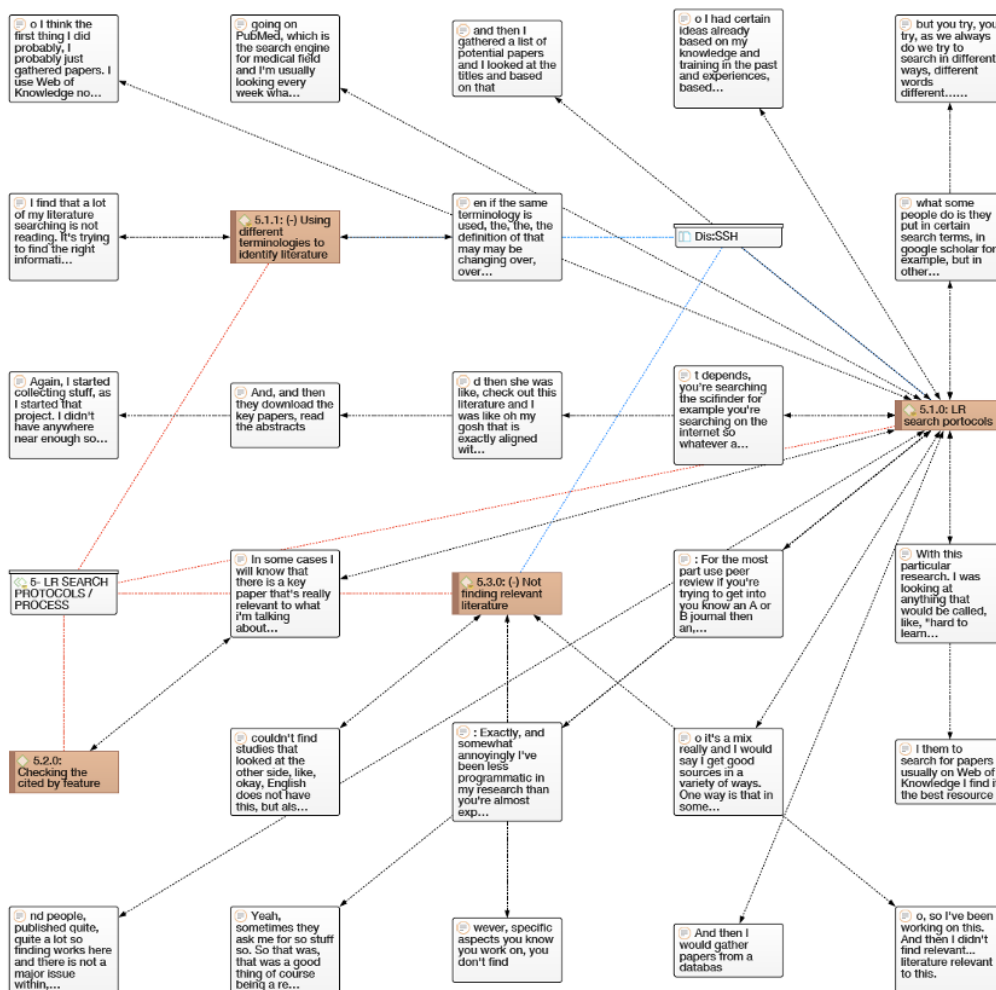 o I think the
first thing I did
probably, I
probably just
gathered papers. I
use Web of
Knowledge no...
going on
PubMed, which is
the search engine
for medical field
and I'm usually
looking every
week wha...
and then I
gathered a list of
potential papers
and I looked at the
titles and based
on that
o I had certain
ideas already
based on my
knowledge and
training in the past
and experiences,
based...
but you try, you
try, as we always
do we try to
search in different
ways, different
words
different......
I find that a lot
of my literature
searching is not
reading. It's trying
to find the right
informati...
5.1.1: (-) Using
different
terminologies to
identify literature
en if the same
terminology is
used, the, the, the
definition of that
may may be
changing over,
over...
Dis:SSH
what some
people do is they
put in certain
search terms, in
google scholar for
example, but in
other...
Again, I started
collecting stuff, as
I started that
project. I didn't
have anywhere
near enough so...
And, and then
they download the
key papers, read
the abstracts
d then she was
like, check out this
literature and I
was like oh my
gosh that is
exactly aligned
wit...
t depends,
you're searching
the scifinder for
example you're
searching on the
internet so
whatever a...
5.1.0: LR
search portocols
5- LR SEARCH
PROTOCOLS /
PROCESS
In some cases I
will know that
there is a key
paper that's really
relevant to what
i'm talking
about...
5.3.0: (-) Not
finding relevant
literature
: For the most
part use peer
review if you're
trying to get into
you know an A or
B journal then
an,...
With this
particular
research. I was
looking at
anything that
would be called,
like, "hard to
learn...
5.2.0:
Checking the
cited by feature
couldn't find
studies that
looked at the
other side, like,
okay, English
does not have
this, but als...
: Exactly, and
somewhat
annoyingly I've
been less
programmatic in
my research than
you're almost
exp...
o it's a mix
really and I would
say I get good
sources in a
variety of ways.
One way is that in
some...
I them to
search for papers
usually on Web of
Knowledge I find it
the best resource
nd people,
published quite,
quite a lot so
finding works here
and there is not a
major issue
within,...
Yeah,
sometimes they
ask me for so stuff
so. So that was,
that was a good
thing of course
being a re...
wever, specific
aspects you know
you work on, you
don't find
And then I
would gather
papers from a
databas
o, so I've been
working on this.
And then I didn't
find relevant...
literature relevant
to this.